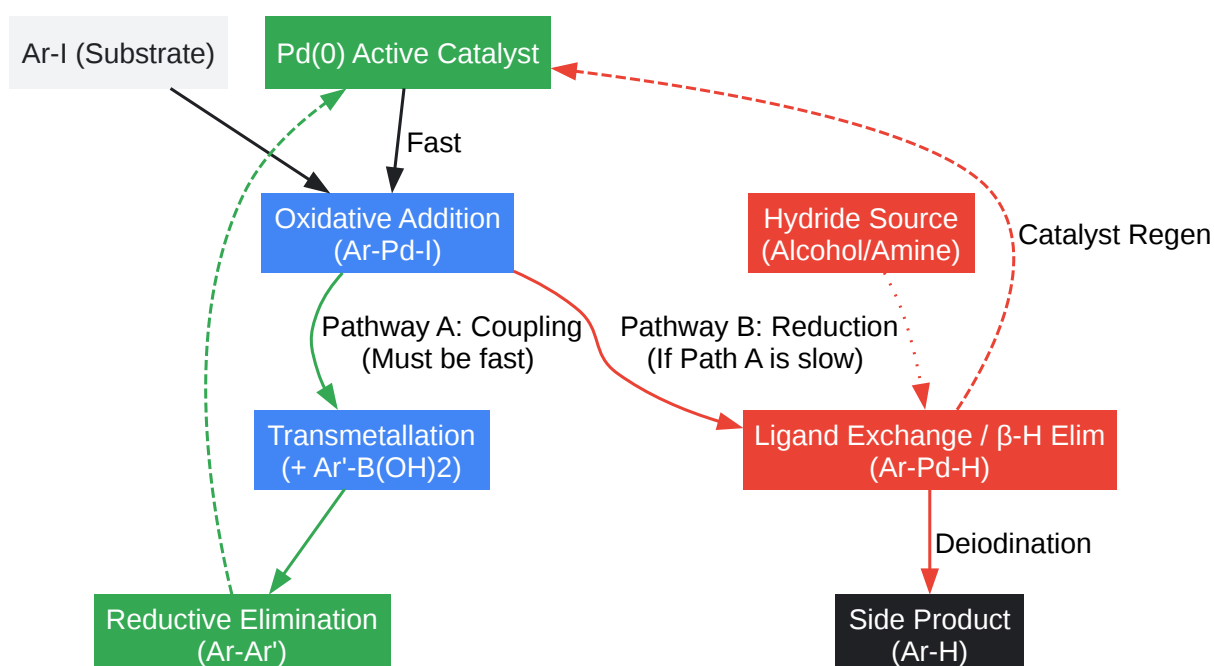 Ar-I (Substrate)
Pd(0) Active Catalyst
Fast
Oxidative Addition
(Ar-Pd-I)
Hydride Source
(Alcohol/Amine)
Catalyst Regen
Pathway A: Coupling
(Must be fast)
Pathway B: Reduction
(If Path A is slow)
Transmetallation
(+ Ar'-B(OH)2)
Ligand Exchange / β-H Elim
(Ar-Pd-H)
Deiodination
Reductive Elimination
(Ar-Ar')
Side Product
(Ar-H)